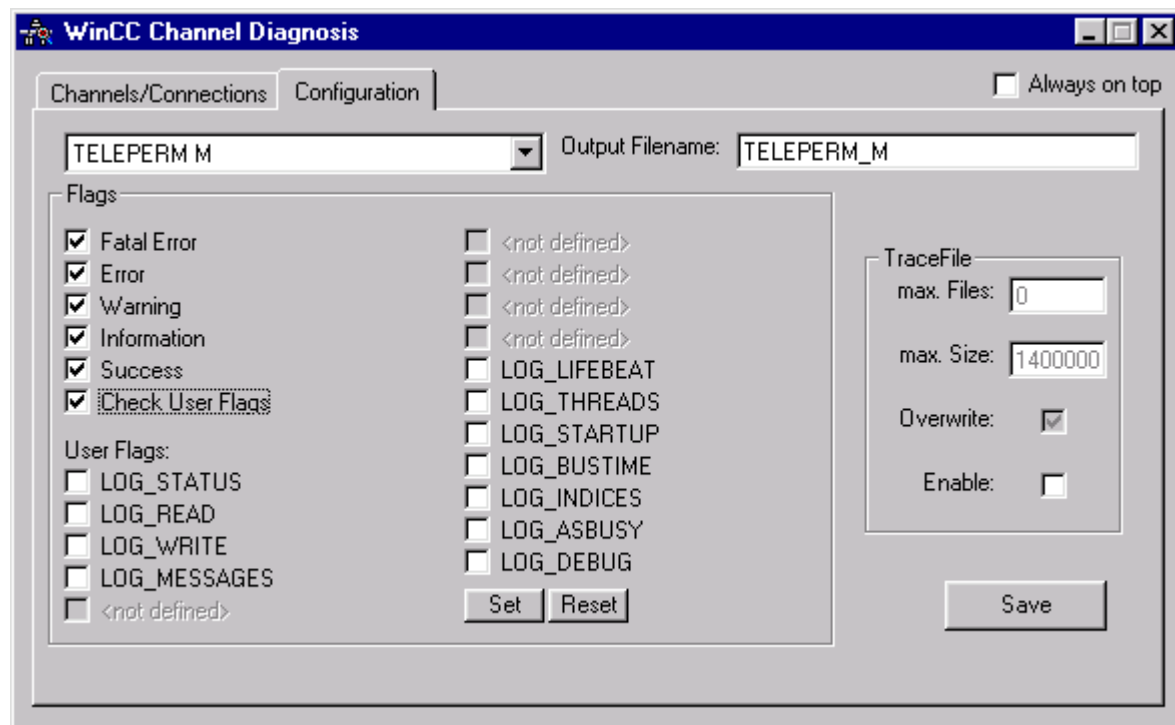 WinCC Channel Diagnosis
Channels/Connections
Configuration
Always on top
TELEPERM M
Output Filename:
TELEPERM_M
Flags
Fatal Error
Error
Warning
Information
Success
Check User Flags
User Flags:
LOG_STATUS
LOG_READ
LOG_WRITE
LOG_MESSAGES
<not defined>
<not defined>
<not defined>
<not defined>
<not defined>
LOG_LIFEBEAT
LOG_THREADS
LOG_STARTUP
LOG_BUSTIME
LOG_INDICES
LOG_ASBUSY
LOG_DEBUG
Set
Reset
TraceFile
max. Files:
0
max. Size:
1400000
Overwrite:
Enable:
Save